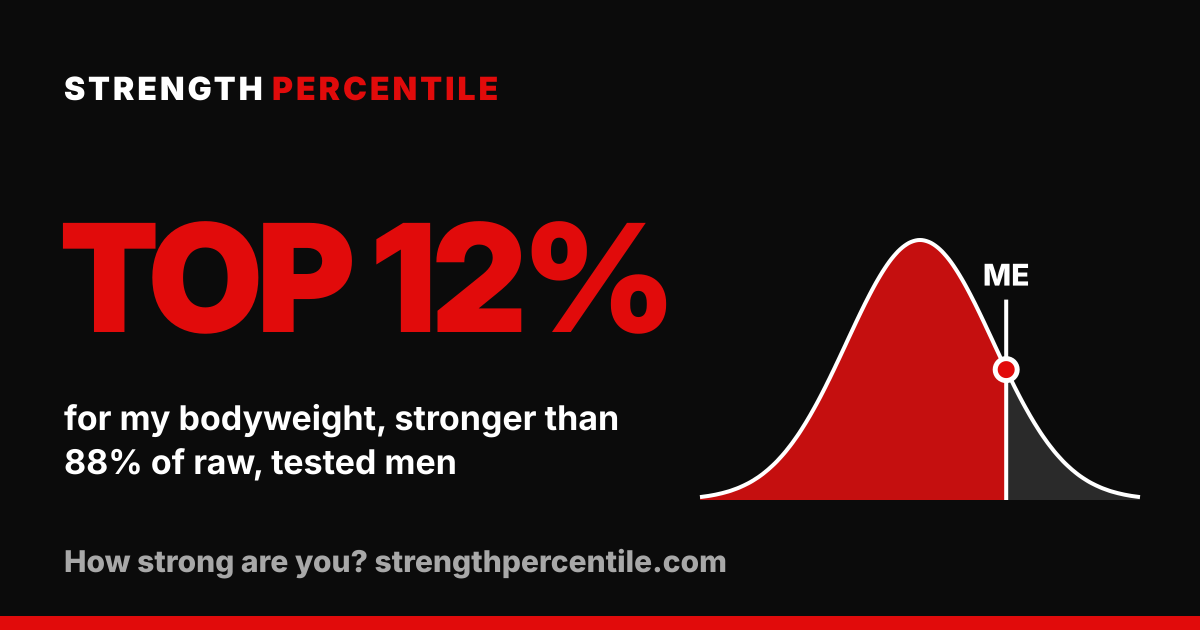 STRENGTH PERCENTILE
TOP 12%
ME
for my bodyweight, stronger than
88% of raw, tested men
How strong are you? strengthpercentile.com